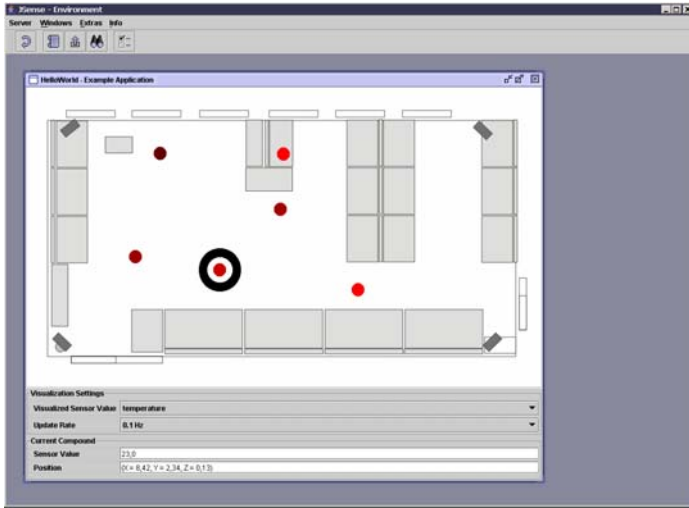 JSense - Environment
Server Windows Extras Info
HelloWorld - Example Application
Visualization Settings
Visualized Sensor Value temperature
Update Rate 0.1 Hz
Current Compound
Sensor Value 23,0
Position (X = 8,42, Y = 2,34, Z = 0,13)